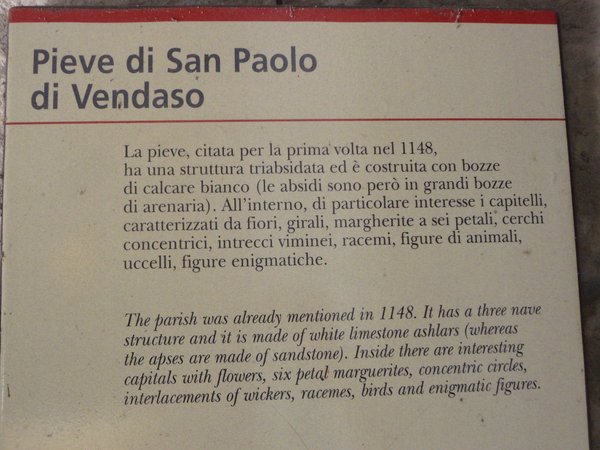 Pieve di San Paolo
di Vendaso
La pieve, citata per la prima volta nel 1148,
ha una struttura triabsidata ed è costruita con bozze
di calcare bianco (le absidi sono però in grandi bozze
di arenaria). All'interno, di particolare interesse i capitelli,
caratterizzati da fiori, girali, margherite a sei petali, cerchi
concentrici, intrecci viminei, racemi, figure di animali,
uccelli, figure enigmatiche.
The parish was already mentioned in 1148. It has a three nave
structure and it is made of white limestone ashlars (whereas
the apses are made of sandstone). Inside there are interesting
capitals with flowers, six petal marguerites, concentric circles,
interlacements of wickers, racemes, birds and enigmatic figures.